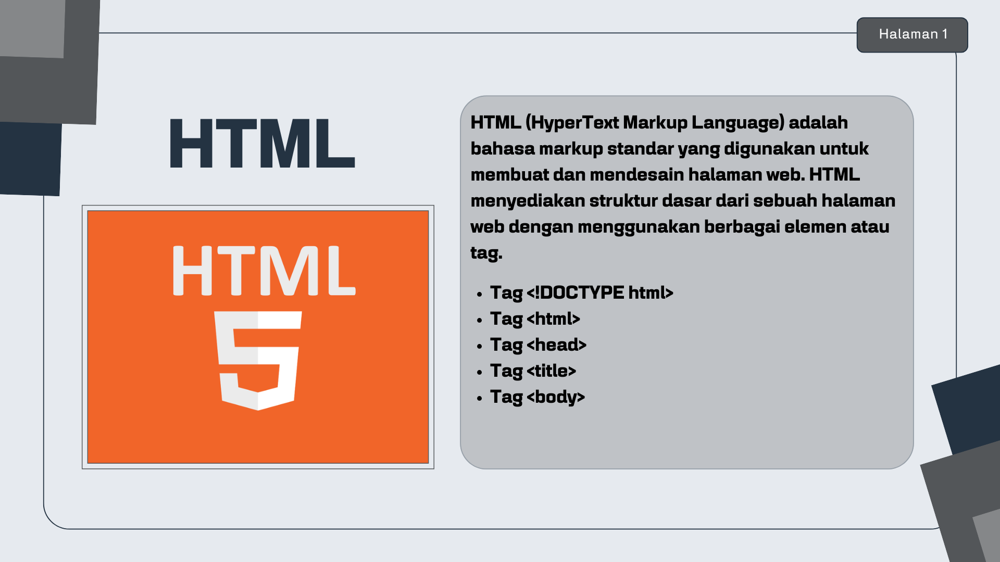 Halaman 1
HTML
HTML
5
HTML (HyperText Markup Language) adalah
bahasa markup standar yang digunakan untuk
membuat dan mendesain halaman web. HTML
menyediakan struktur dasar dari sebuah halaman
web dengan menggunakan berbagai elemen atau
tag.
• Tag <!DOCTYPE html>
• Tag <html>
• Tag <head>
• Tag <title>
• Tag <body>